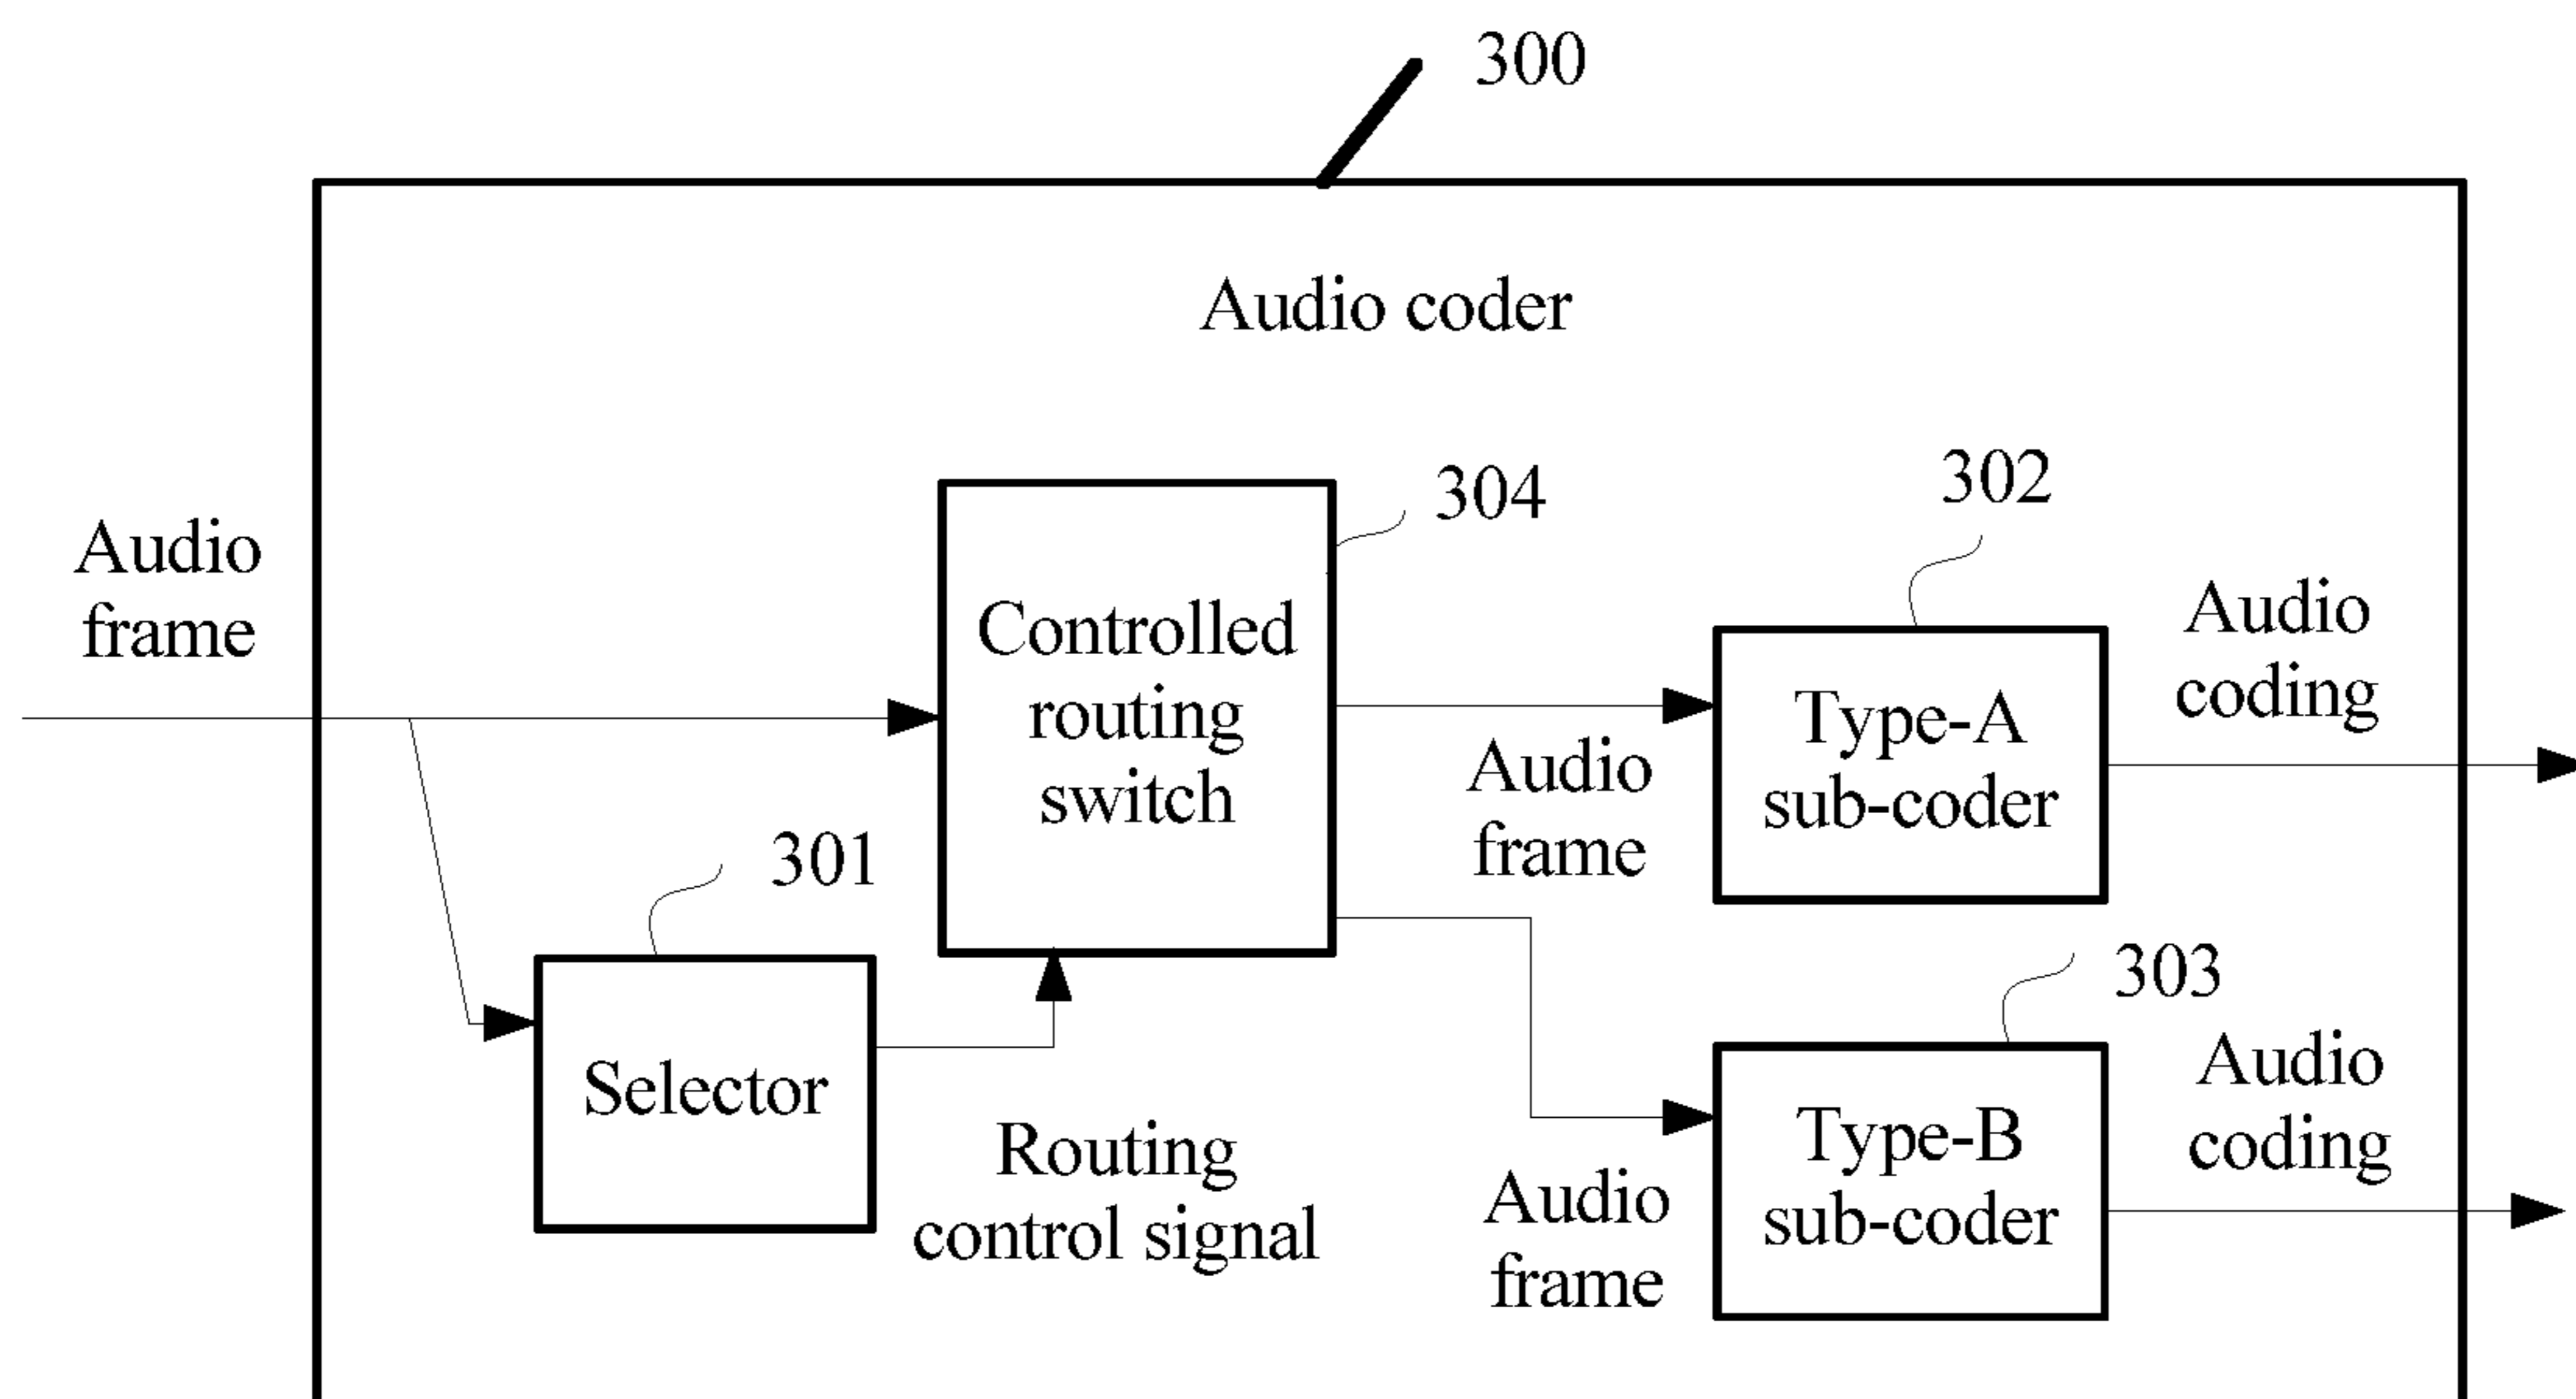 300
Audio coder
304
302
Audio
frame
Controlled
routing
switch
Audio
coding
Type-A
sub-coder
Audio
frame
301
303
Selector
Audio
coding
Type-B
sub-coder
Routing
control signal
Audio
frame